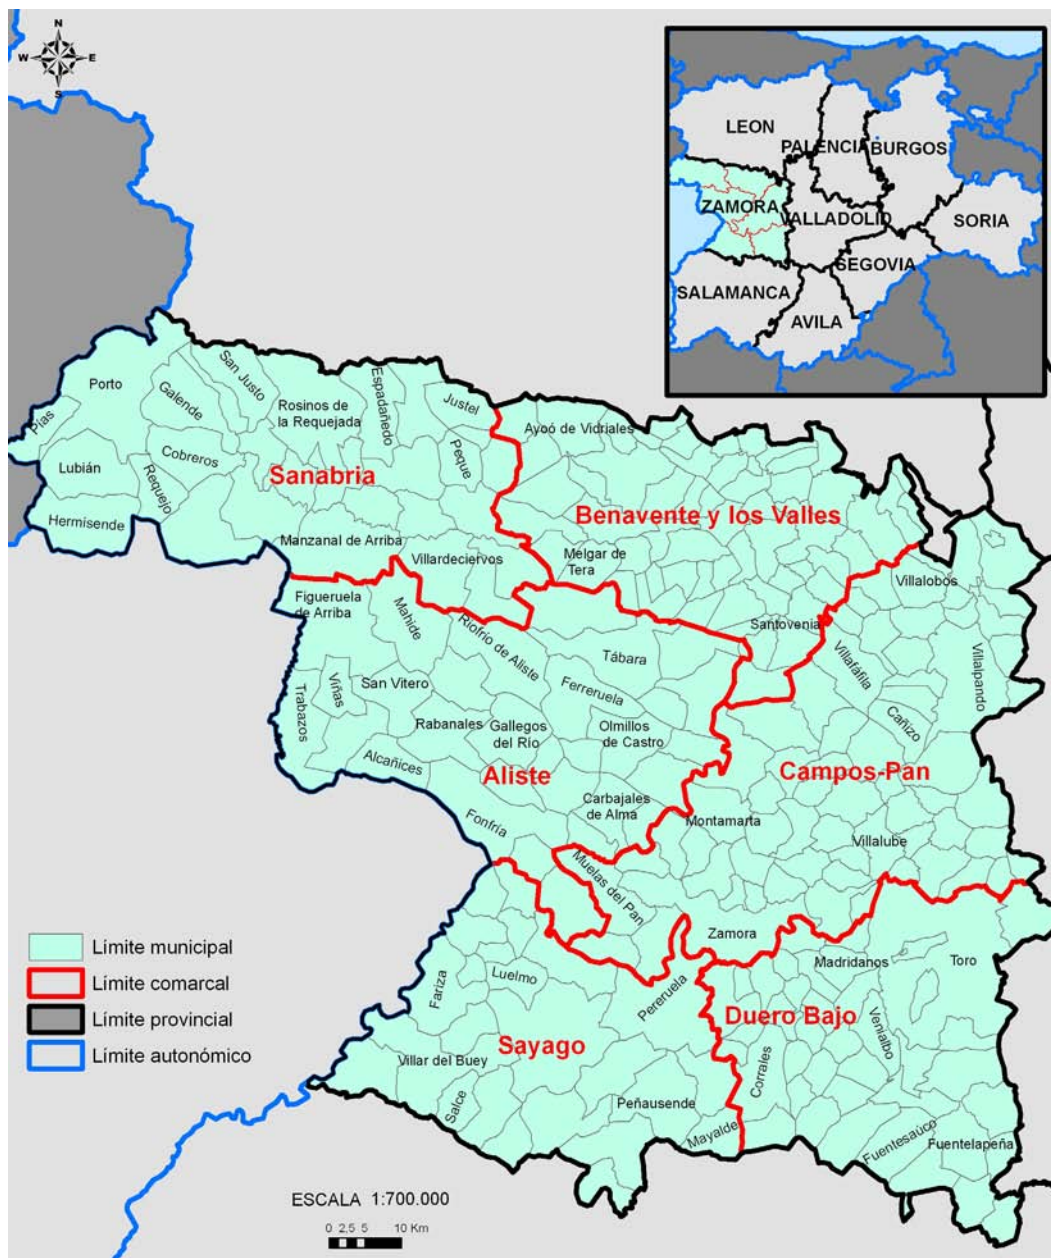 N
W E
S
LEON
PALENCIA
BURGOS
ZAMORA
VALLADOLID
SORIA
SEGOVIA
SALAMANCA
AVILA
Porto
San Justo
Galende
Espadañedo
Justel
Pias
Rosinos de
la Requejada
Ayoó de Vidriales
Lubián
Cobreros
Requejo
Peque
Sanabria
Hermisende
Benavente y los Valles
Manzanal de Arriba
Villardeciervos
Melgar de
Tera
Villalobos
Figueruela
de Arriba
Mahide
Riofrío de Aliste
Santovenia
Tábara
Villafáfila
Villalpando
Trabazos
Viñas
San Vitero
Ferreruela
Rabanales
Gallegos
del Río
Olmillos
de Castro
Cañizo
Alcañices
Aliste
Campos-Pan
Carbajales
de Alma
Montamarta
Fonfría
Villalube
Muelas del Pan
Zamora
Madridanos
Toro
Fariza
Luelmo
Pereruela
Duero Bajo
Venialbo
Sayago
Villar del Buey
Corrales
Salce
Peñausende
Mayalde
Fuentesaúco
Fuentelapeña
Límite municipal
Límite comarcal
Límite provincial
Límite autonómico
ESCALA 1:700.000
0 2,5 5 10 Km